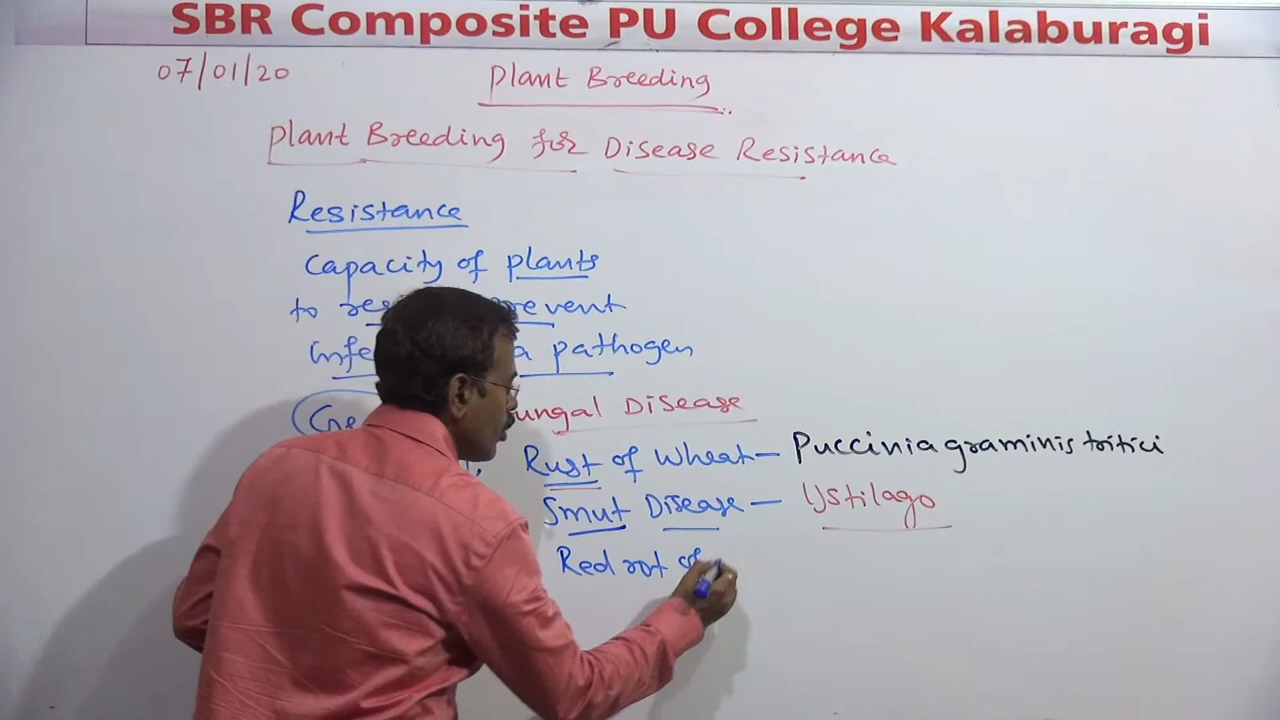 SBR Composite PU College Kalaburagi
07/01/20
Plant Breeding
Plant Breeding for Disease Resistance
Resistance
Capacity of plants
to
a pathogen
Disease
Rust of Wheat – Puccinia graminis tritici
Smut Disease – Ustilago
Red rot of